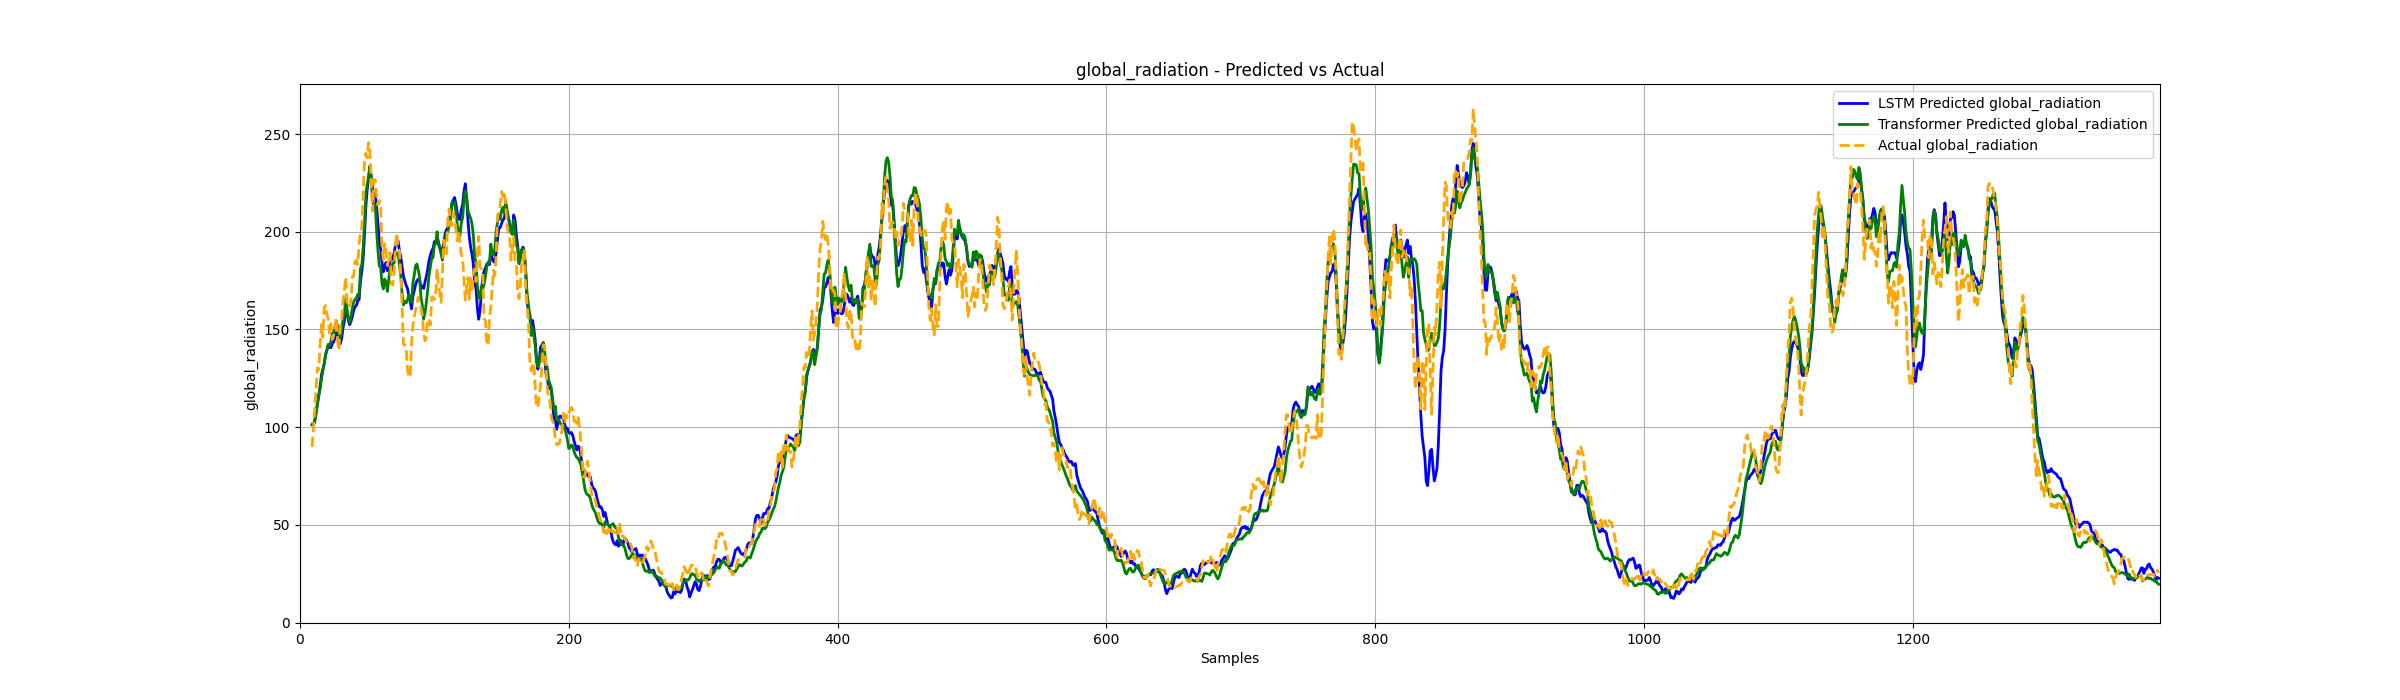 global_radiation - Predicted vs Actual
LSTM Predicted global_radiation
Transformer Predicted global_radiation
Actual global_radiation
global_radiation
250
200
150
100
50
0
0 200 400 600 800 1000 1200
Samples